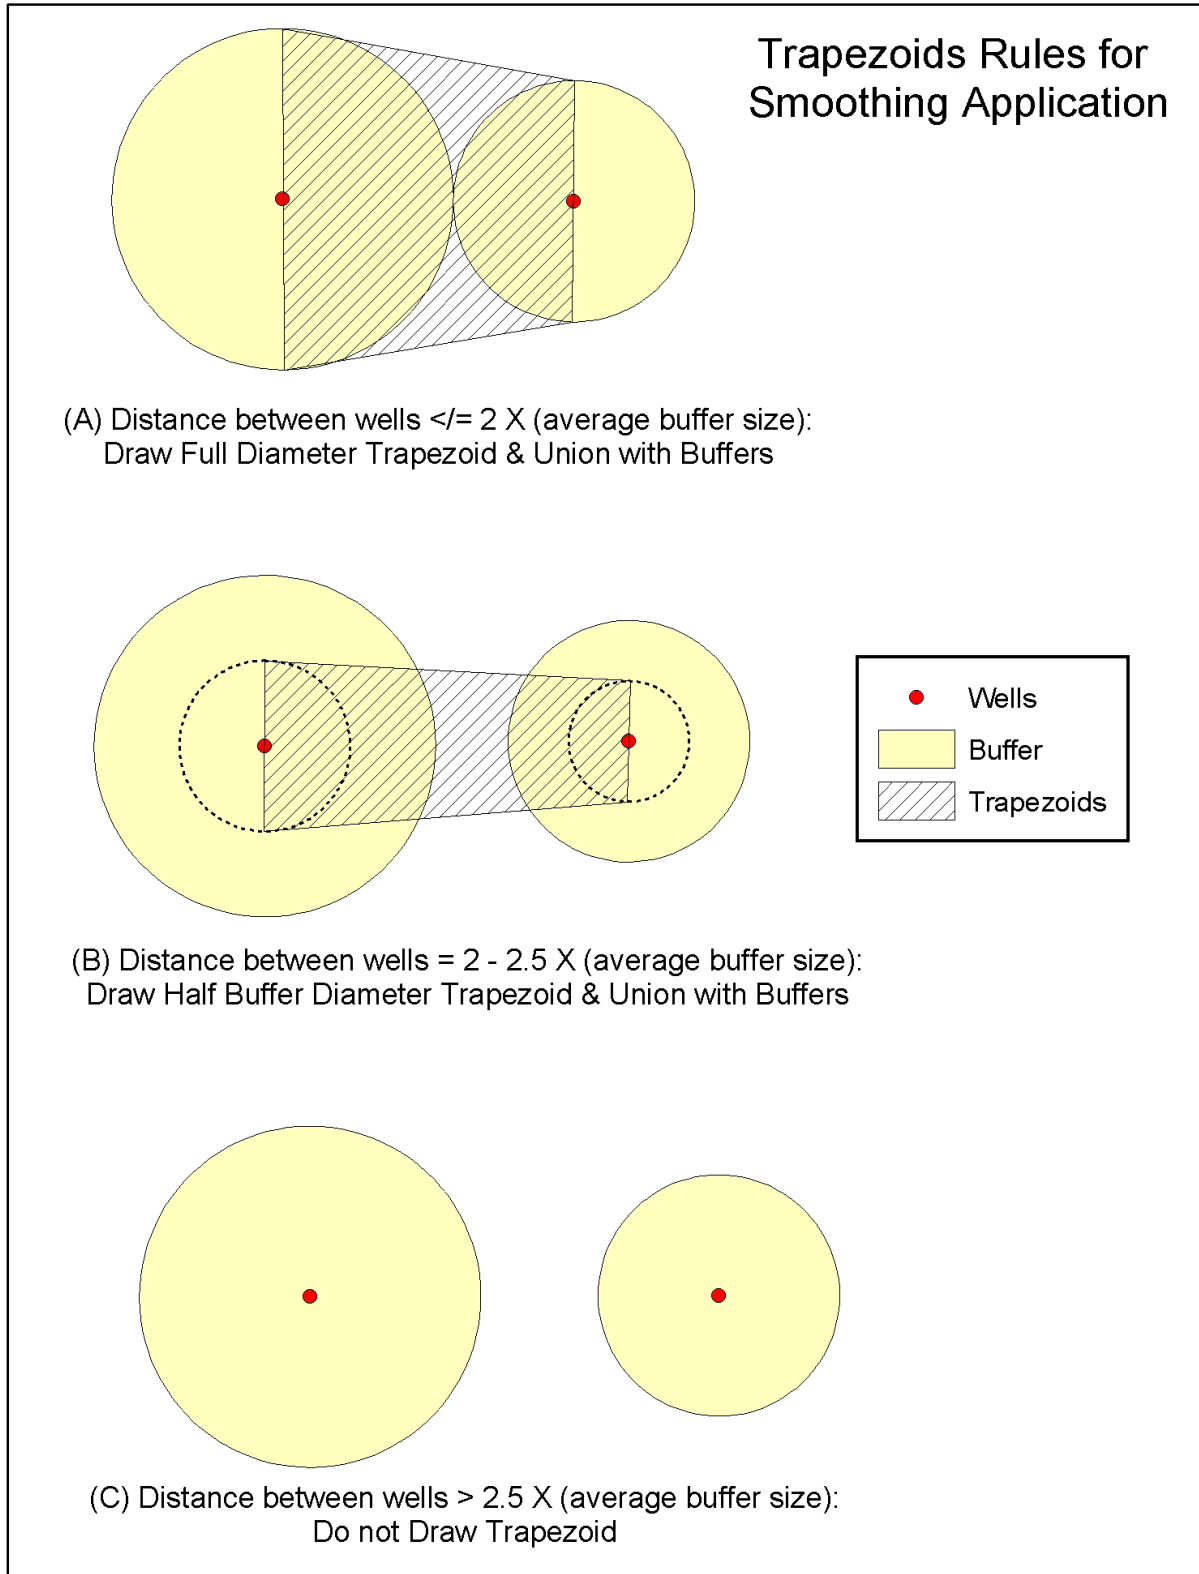 Trapezoids Rules for
Smoothing Application
(A) Distance between wells </= 2 X (average buffer size):
Draw Full Diameter Trapezoid & Union with Buffers
Wells
Buffer
Trapezoids
(B) Distance between wells = 2 - 2.5 X (average buffer size):
Draw Half Buffer Diameter Trapezoid & Union with Buffers
(C) Distance between wells > 2.5 X (average buffer size):
Do not Draw Trapezoid